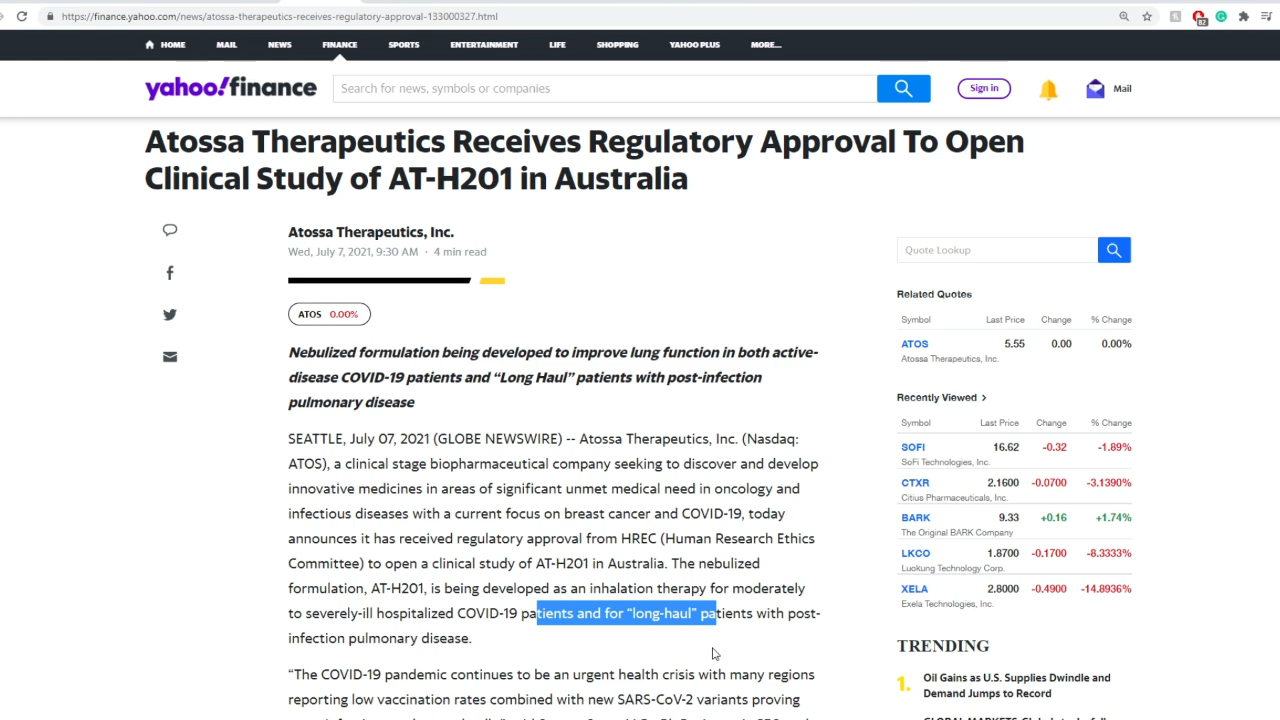 https://finance.yahoo.com/news/atossa-therapeutics-receives-regulatory-approval-133000327.html
HOME MAIL NEWS FINANCE SPORTS ENTERTAINMENT LIFE SHOPPING YAHOO PLUS MORE...
yahoo!finance Search for news, symbols or companies Sign in Mail
Atossa Therapeutics Receives Regulatory Approval To Open
Clinical Study of AT-H201 in Australia
Atossa Therapeutics, Inc.
Wed, July 7, 2021, 9:30 AM · 4 min read
ATOS 0.00%
Nebulized formulation being developed to improve lung function in both active-
disease COVID-19 patients and “Long Haul” patients with post-infection
pulmonary disease
SEATTLE, July 07, 2021 (GLOBE NEWSWIRE) -- Atossa Therapeutics, Inc. (Nasdaq:
ATOS), a clinical stage biopharmaceutical company seeking to discover and develop
innovative medicines in areas of significant unmet medical need in oncology and
infectious diseases with a current focus on breast cancer and COVID-19, today
announces it has received regulatory approval from HREC (Human Research Ethics
Committee) to open a clinical study of AT-H201 in Australia. The nebulized
formulation, AT-H201, is being developed as an inhalation therapy for moderately
to severely-ill hospitalized COVID-19 patients and for “long-haul” patients with post-
infection pulmonary disease.
“The COVID-19 pandemic continues to be an urgent health crisis with many regions
reporting low vaccination rates combined with new SARS-CoV-2 variants proving
Quote Lookup
Related Quotes
Symbol Last Price Change % Change
ATOS 5.55 0.00 0.00%
Atossa Therapeutics, Inc.
Recently Viewed
Symbol Last Price Change % Change
SOFI 16.62 -0.32 -1.89%
SoFi Technologies, Inc.
CTXR 2.1600 -0.0700 -3.1390%
Citius Pharmaceuticals, Inc.
BARK 9.33 +0.16 +1.74%
The Original BARK Company
LKCO 1.8700 -0.1700 -8.3333%
Luokung Technology Corp.
XELA 2.8000 -0.4900 -14.8936%
Exela Technologies, Inc.
TRENDING
1. Oil Gains as U.S. Supplies Dwindle and
Demand Jumps to Record